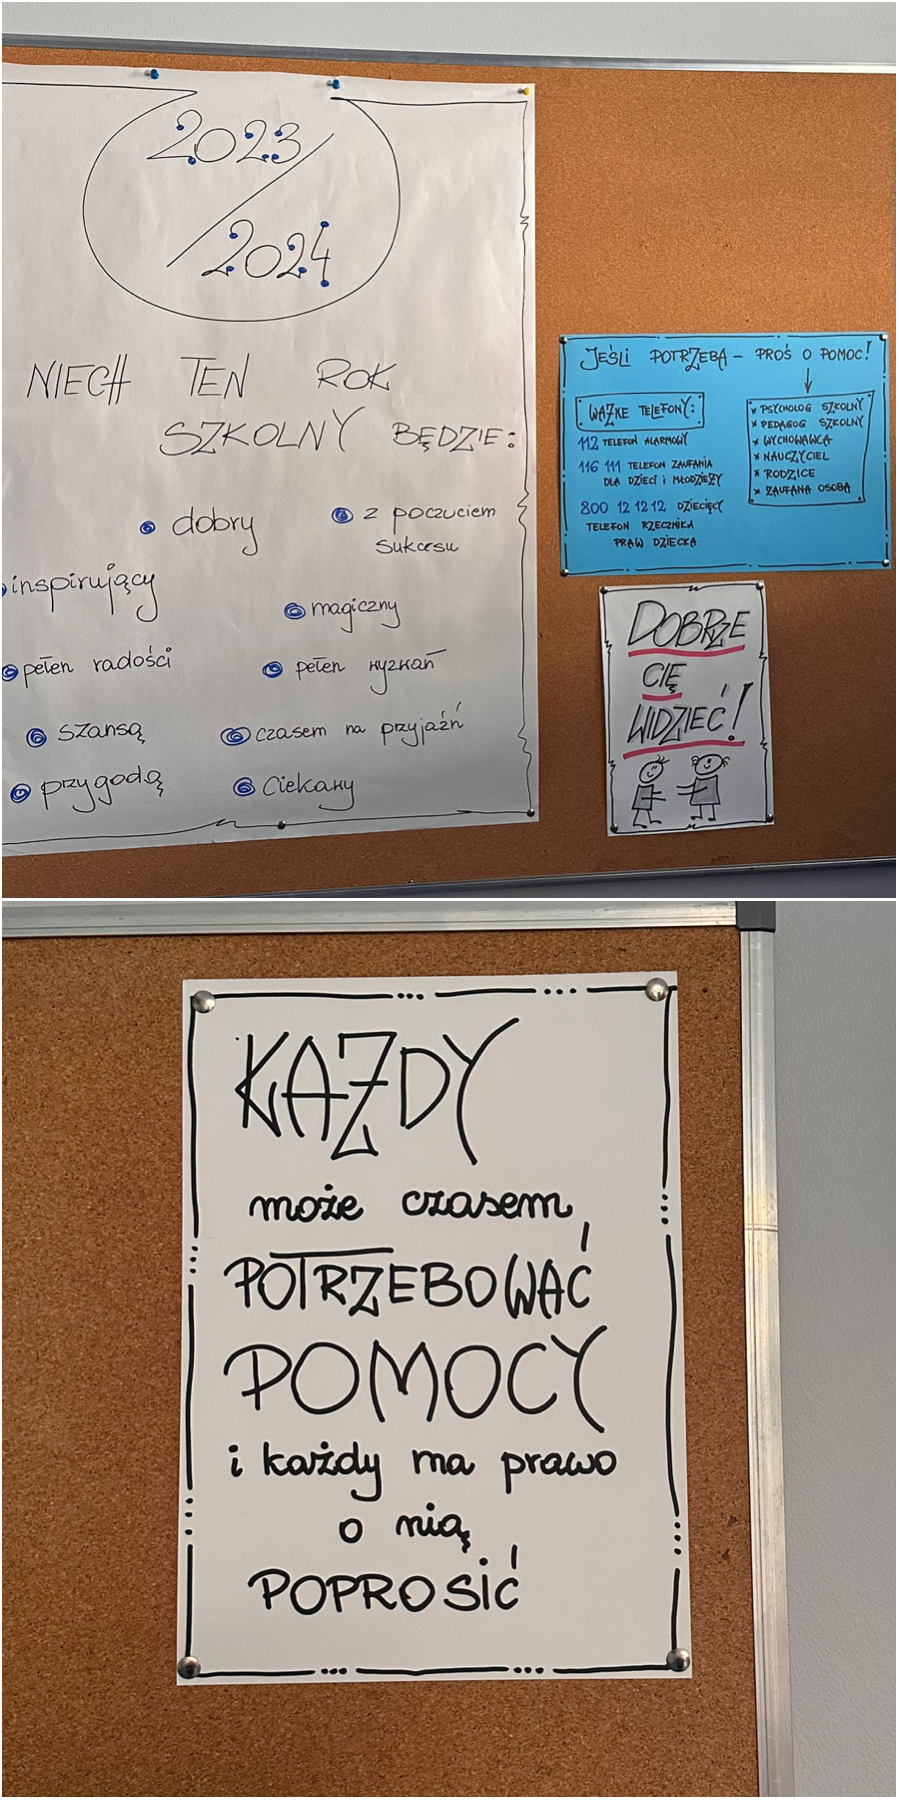 2023/
2024
NIECH TEN ROK
SZKOLNY BĘDZIE:
dobry
z poczuciem
sukcesu
inspirujący
magiczny
pełen radości
pełen wyzwań
szansą
czasem na przyjaźń
przygodą
Ciekawy
JEŚLI POTRZEBA - PROŚ O POMOC!
WAŻNE TELEFONY:
112 TELEFON ALARMOWY
116 111 TELEFON ZAUFANIA
DLA DZIECI i MŁODZIEŻY
800 12 12 12 DZIECIĘCY
TELEFON RZECZNIKA
PRAW DZIECKA
* PSYCHOLOG SZKOLNY
* PEDAGOG SZKOLNY
* WYCHOWAWCA
* NAUCZYCIEL
* RODZICE
* ZAUFANA OSOBA
DOBRZE
CIĘ
WIDZIEĆ!
KAŻDY
może czasem
POTRZEBOWAĆ
POMOCY
i każdy ma prawo
o nią
POPROSIĆ